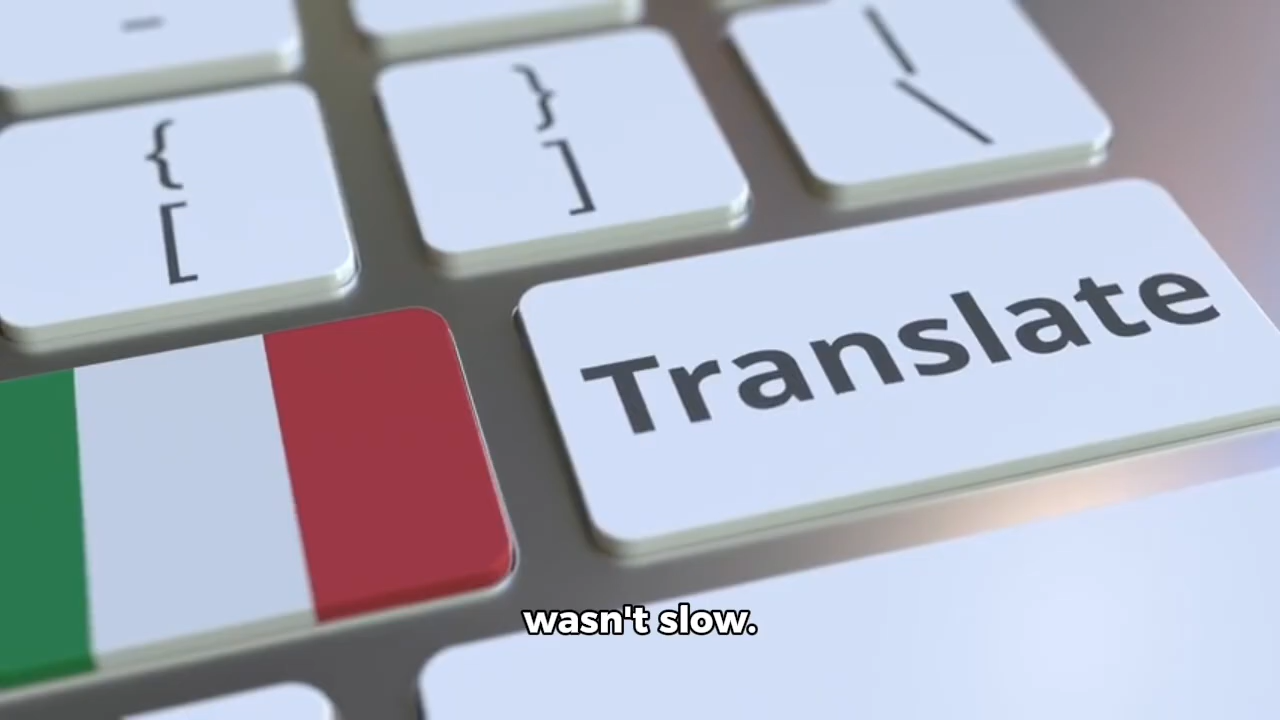 {
[
}
]
Translate
wasn't slow.